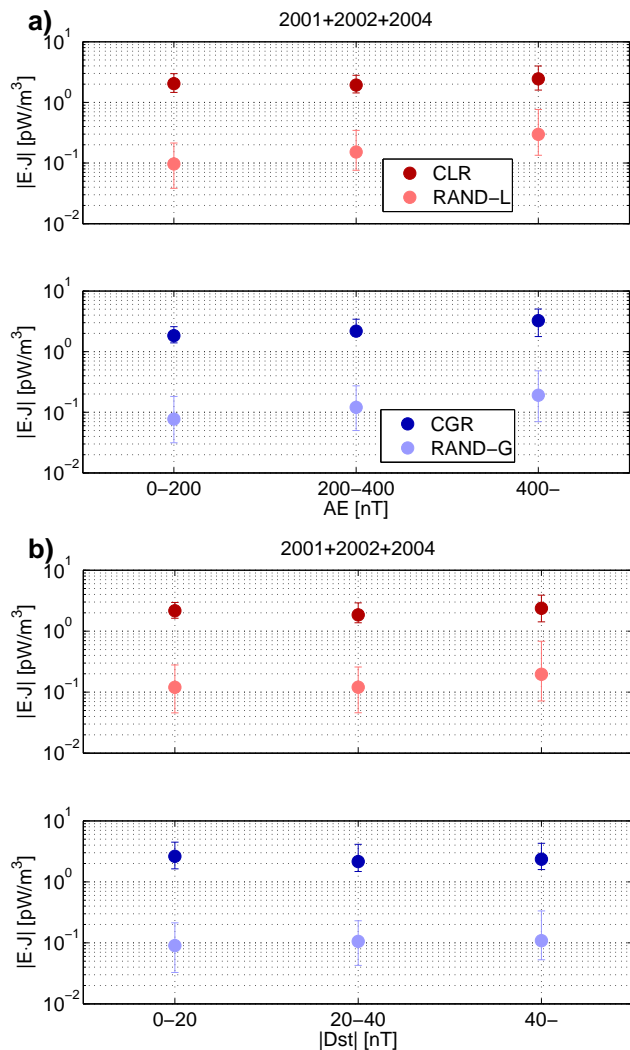 a)
2001+2002+2004
10^1
10^0
10^−1
10^−2
|E·J| [pW/m^3]
CLR
RAND−L
10^1
10^0
10^−1
10^−2
|E·J| [pW/m^3]
CGR
RAND−G
0−200 200−400 400−
AE [nT]
b)
2001+2002+2004
10^1
10^0
10^−1
10^−2
|E·J| [pW/m^3]
10^1
10^0
10^−1
10^−2
|E·J| [pW/m^3]
0−20 20−40 40−
|Dst| [nT]